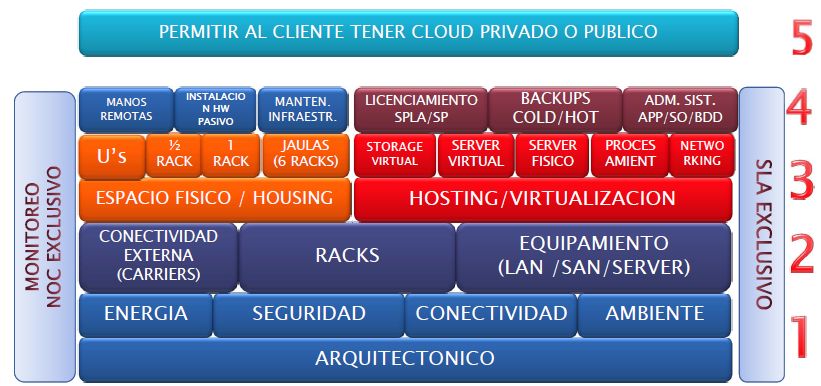 PERMITIR AL CLIENTE TENER CLOUD PRIVADO O PUBLICO
5
MANOS
REMOTAS
INSTALACIO
N HW
PASIVO
MANTEN.
INFRAESTR.
LICENCIAMIENTO
SPLA/SP
BACKUPS
COLD/HOT
ADM. SIST.
APP/SO/BDD
4
U's
½
RACK
1
RACK
JAULAS
(6 RACKS)
STORAGE
VIRTUAL
SERVER
VIRTUAL
SERVER
FISICO
PROCES
AMIENT
NETWO
RKING
ESPACIO FISICO / HOUSING
HOSTING/VIRTUALIZACION
3
CONECTIVIDAD
EXTERNA
(CARRIERS)
RACKS
EQUIPAMIENTO
(LAN /SAN/SERVER)
2
ENERGIA
SEGURIDAD
CONECTIVIDAD
AMBIENTE
ARQUITECTONICO
1
MONITOREO
NOC EXCLUSIVO
SLA EXCLUSIVO